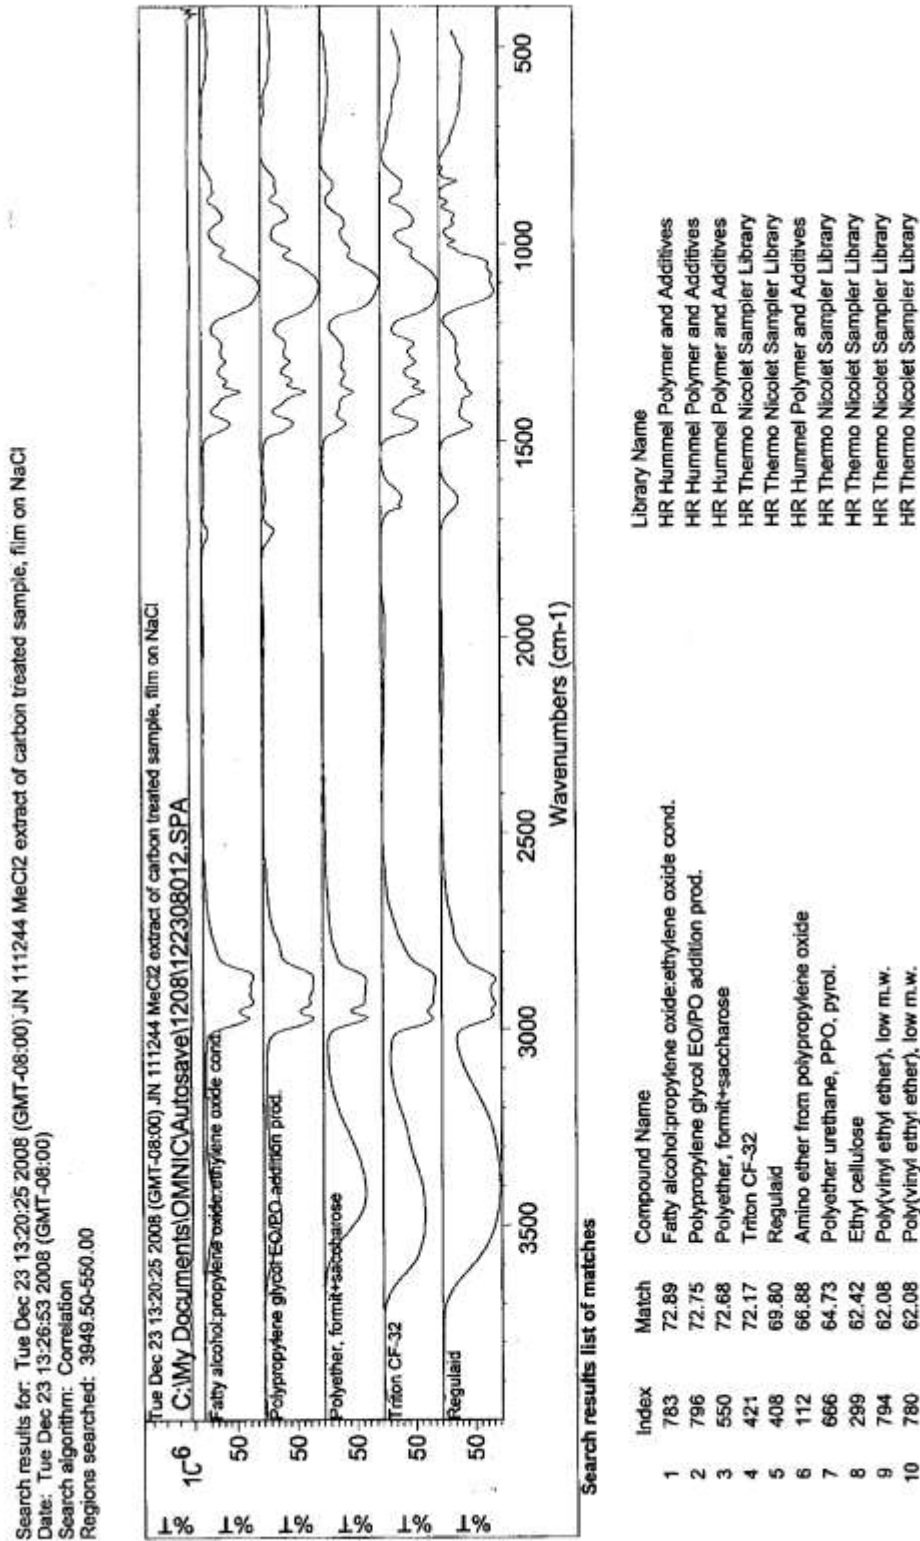 Search results for: Tue Dec 23 13:20:25 2008 (GMT-08:00) JN 111244 MeCl2 extract of carbon treated sample, film on NaCl
Date: Tue Dec 23 13:26:53 2008 (GMT-08:00)
Search algorithm: Correlation
Regions searched: 3949.50-550.00
Tue Dec 23 13:20:25 2008 (GMT-08:00) JN 111244 MeCl2 extract of carbon treated sample, film on NaCl
C:\My Documents\OMNIC\Autosave\1208\122308012.SPA
%T
Fatty alcohol:propylene oxide:ethylene oxide cond.
%T 50
Polypropylene glycol EO/PO addition prod.
%T 50
Polyether, formit+saccharose
%T 50
Triton CF-32
%T 50
Regulaid
%T 50
3500 3000 2500 2000 1500 1000 500
Wavenumbers (cm-1)
Search results list of matches
Index Match Compound Name Library Name
1 783 72.89 Fatty alcohol:propylene oxide:ethylene oxide cond. HR Hummel Polymer and Additives
2 796 72.75 Polypropylene glycol EO/PO addition prod. HR Hummel Polymer and Additives
3 550 72.68 Polyether, formit+saccharose HR Hummel Polymer and Additives
4 421 72.17 Triton CF-32 HR Thermo Nicolet Sampler Library
5 408 69.80 Regulaid HR Thermo Nicolet Sampler Library
6 112 66.88 Amino ether from polypropylene oxide HR Hummel Polymer and Additives
7 666 64.73 Polyether urethane, PPO, pyrol. HR Thermo Nicolet Sampler Library
8 299 62.42 Ethyl cellulose HR Thermo Nicolet Sampler Library
9 794 62.08 Poly(vinyl ethyl ether), low m.w. HR Thermo Nicolet Sampler Library
10 780 62.08 Poly(vinyl ethyl ether), low m.w. HR Thermo Nicolet Sampler Library